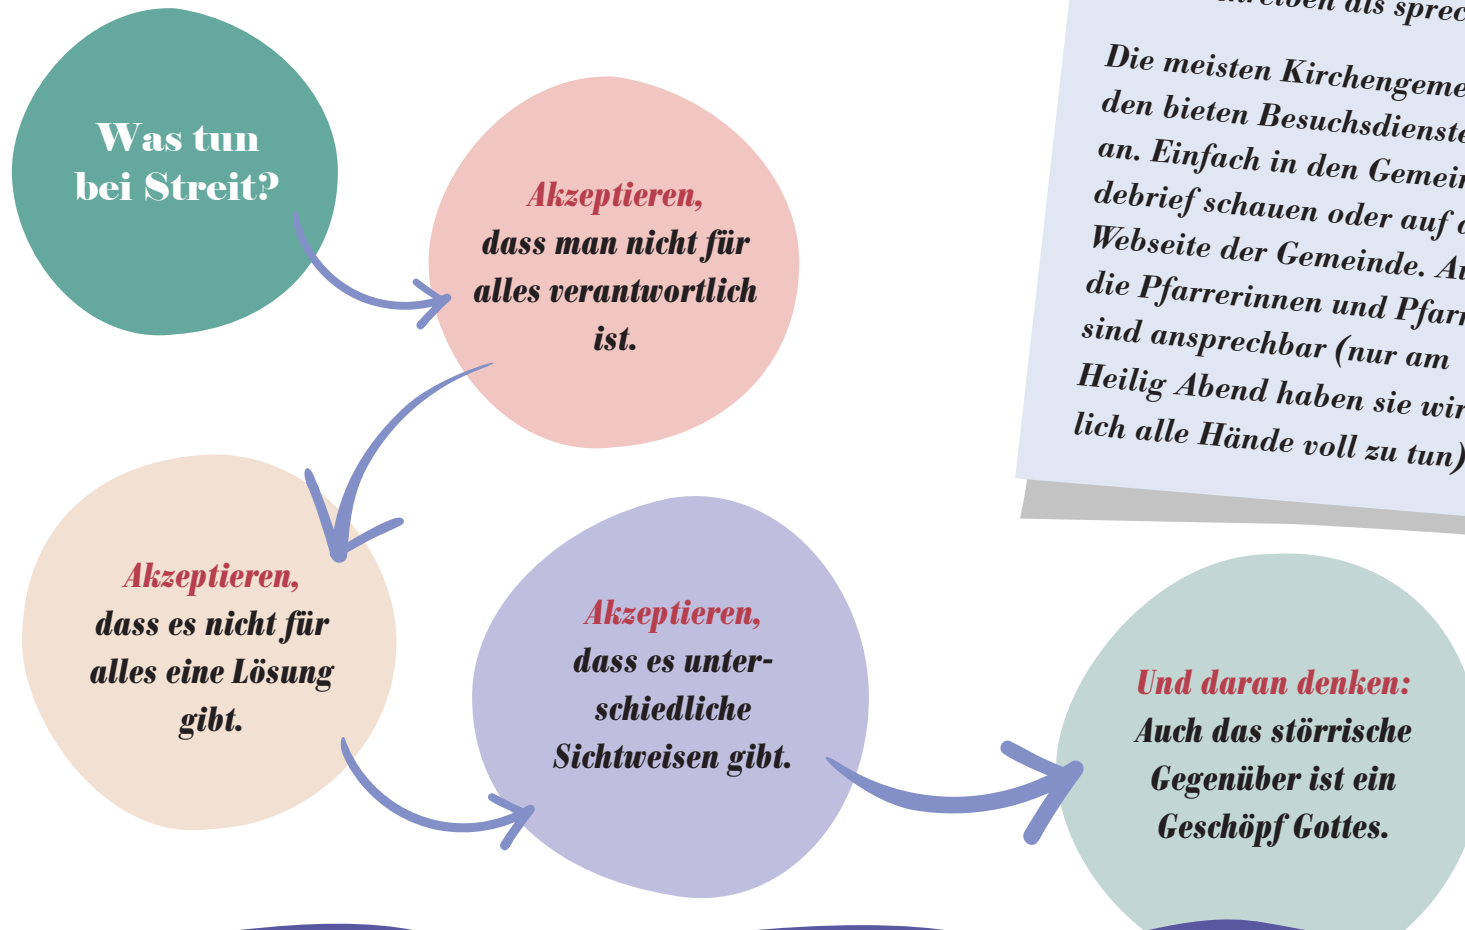 Was tun
bei Streit?
Akzeptieren,
dass man nicht für
alles verantwortlich
ist.
Akzeptieren,
dass es nicht für
alles eine Lösung
gibt.
Akzeptieren,
dass es unter-
schiedliche
Sichtweisen gibt.
Und daran denken:
Auch das störrische
Gegenüber ist ein
Geschöpf Gottes.
als sprec
Die meisten Kirchengeme
den bieten Besuchsdienste
an. Einfach in den Gemein
debrief schauen oder auf
Webseite der Gemeinde. Au
die Pfarrerinnen und Pfarr
sind ansprechbar (nur am
Heilig Abend haben sie wir
lich alle Hände voll zu tun)